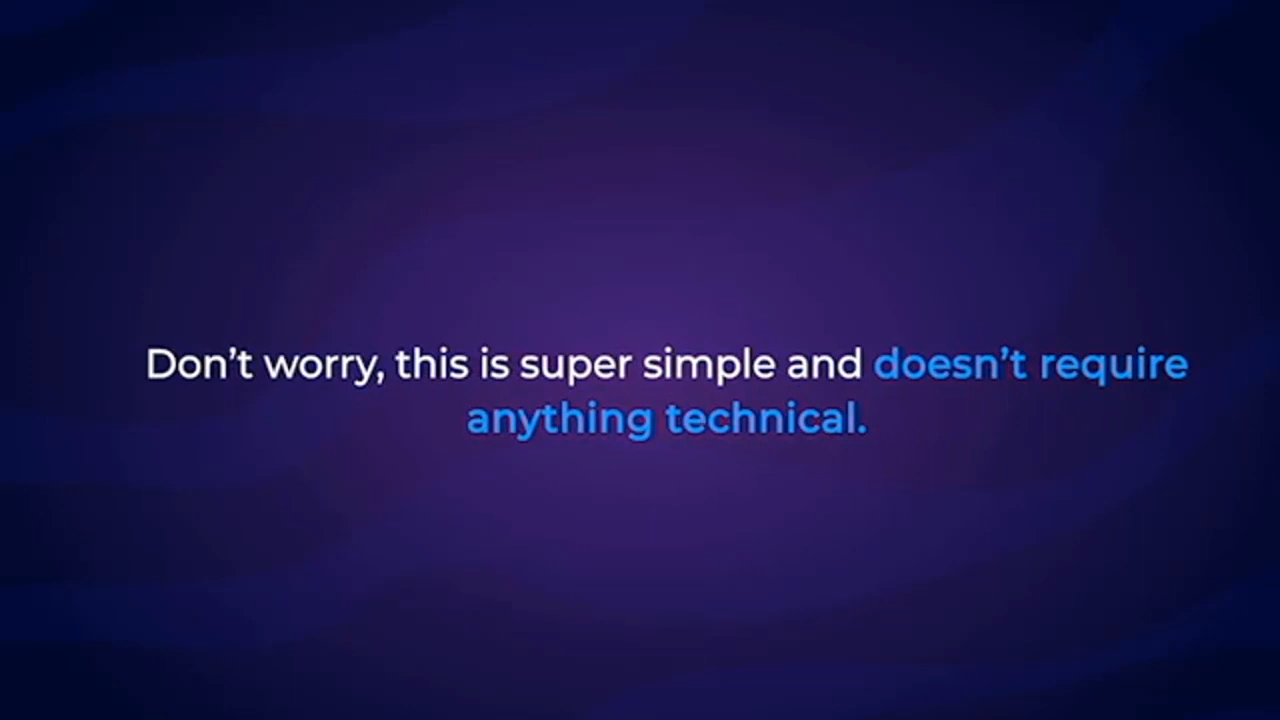 Don’t worry, this is super simple and doesn’t require
anything technical.